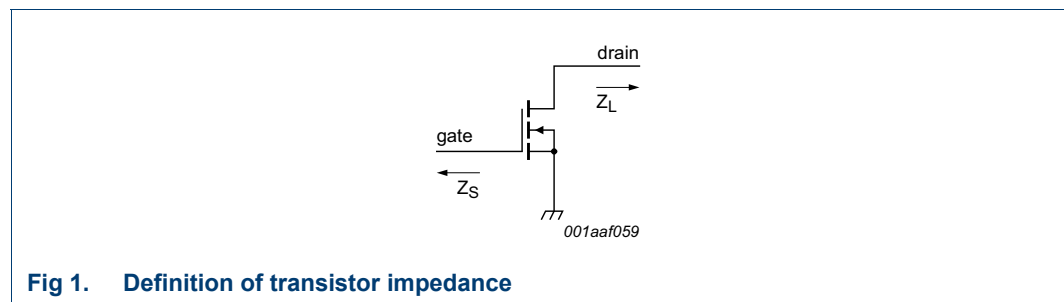 drain
Z_L
gate
Z_S
001aaf059
Fig 1. Definition of transistor impedance